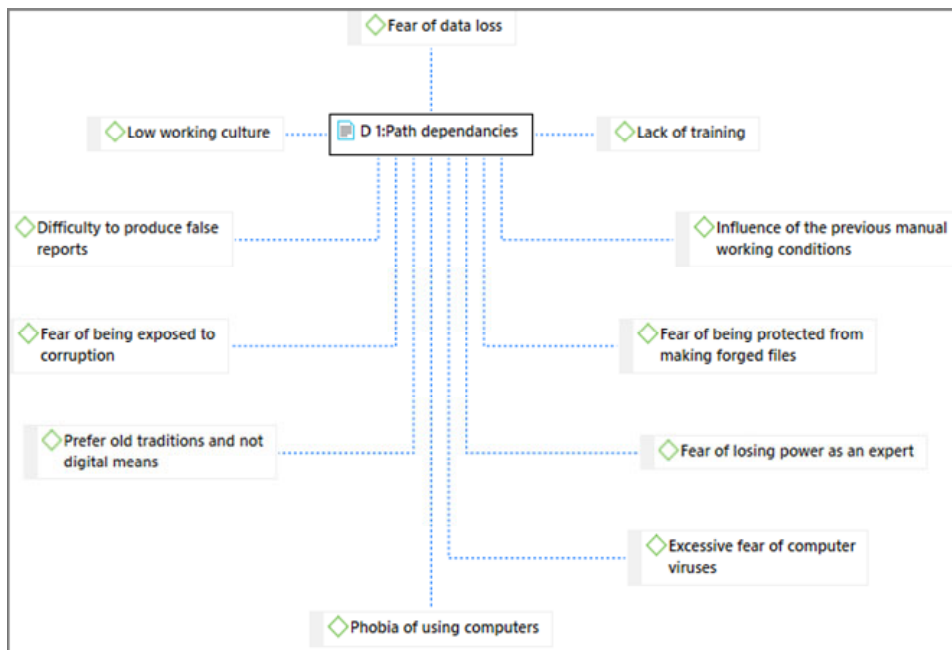 Fear of data loss
Low working culture
D 1:Path dependancies
Lack of training
Difficulty to produce false
reports
Influence of the previous manual
working conditions
Fear of being exposed to
corruption
Fear of being protected from
making forged files
Prefer old traditions and not
digital means
Fear of losing power as an expert
Excessive fear of computer
viruses
Phobia of using computers